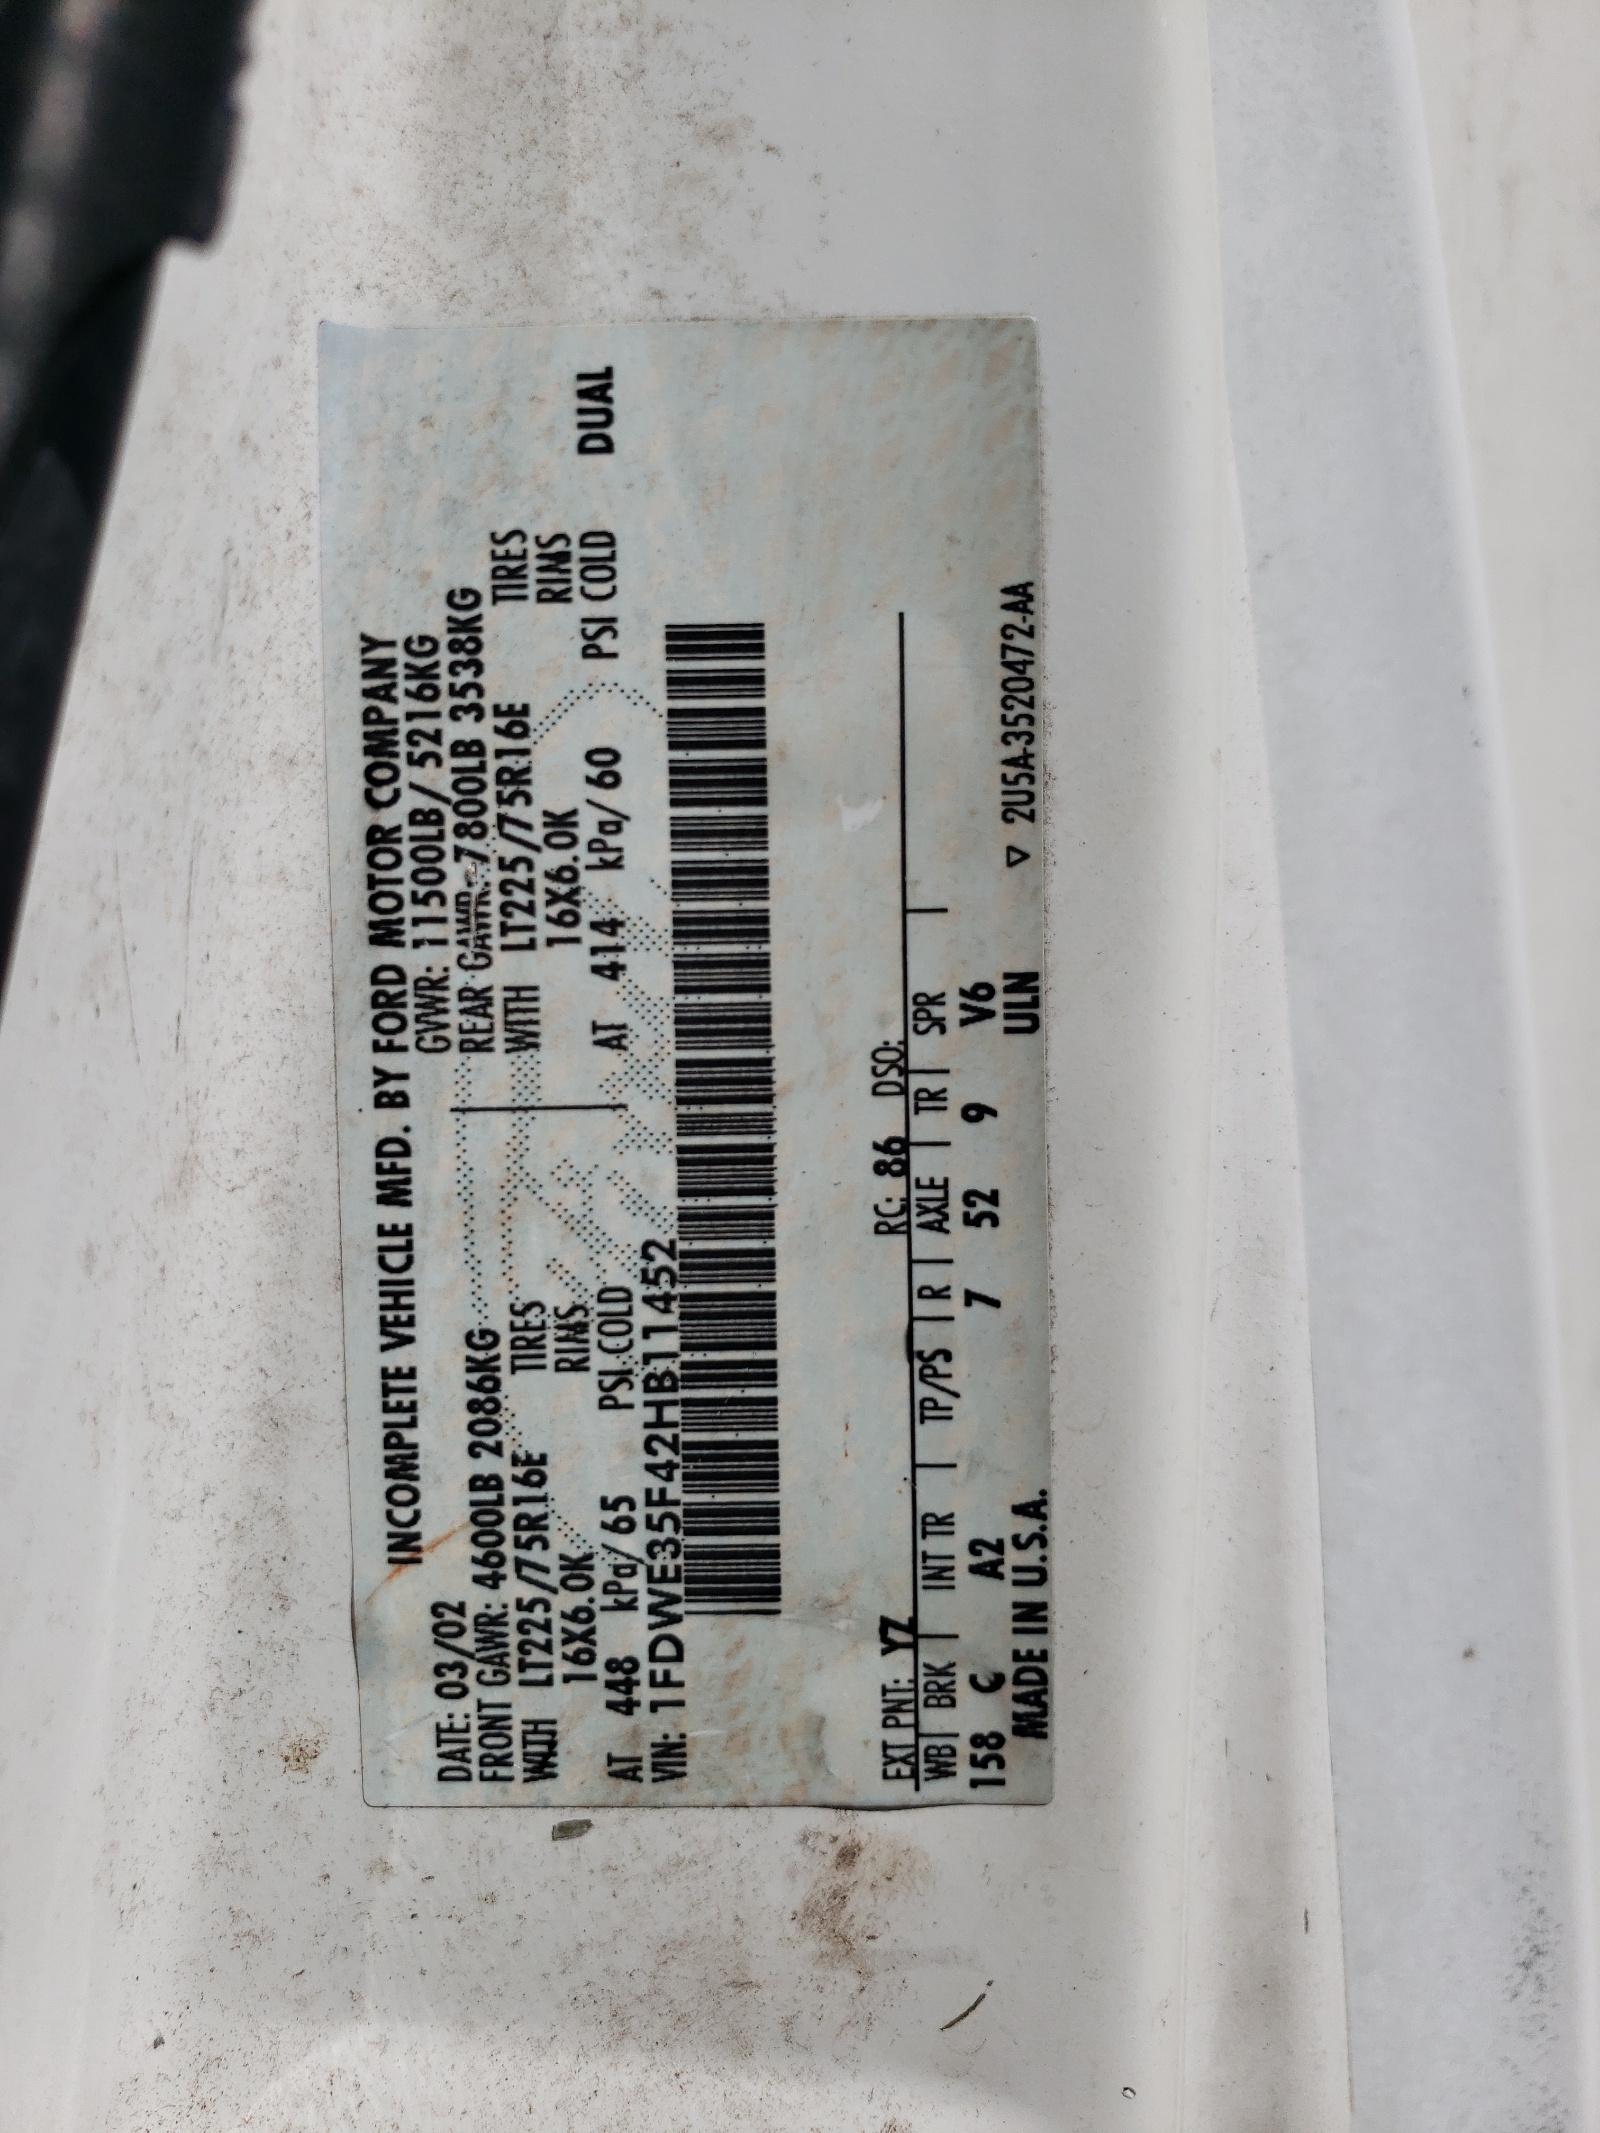 INCOMPLETE VEHICLE MFD. BY FORD MOTOR COMPANY
DATE: 03/02 GVWR: 11500LB/ 5216KG
FRONT GAWR: 4600LB 2086KG REAR GAWR: 7800LB 3538KG
WITH LT225/75R16E TIRES WITH LT225/75R16E TIRES
16X6.0K RIMS 16X6.0K RIMS
AT 448 kPa/65 PSI COLD AT 414 kPa/60 PSI COLD DUAL
VIN: 1FDWE35F42HB11452
EXT PNT: YZ RC: 86 DSO:
WB BRK INT TR TP/PS R AXLE TR SPR
158 C A2 7 52 9 V6
MADE IN U.S.A. ULN ▽ 2U5A-3520472-AA